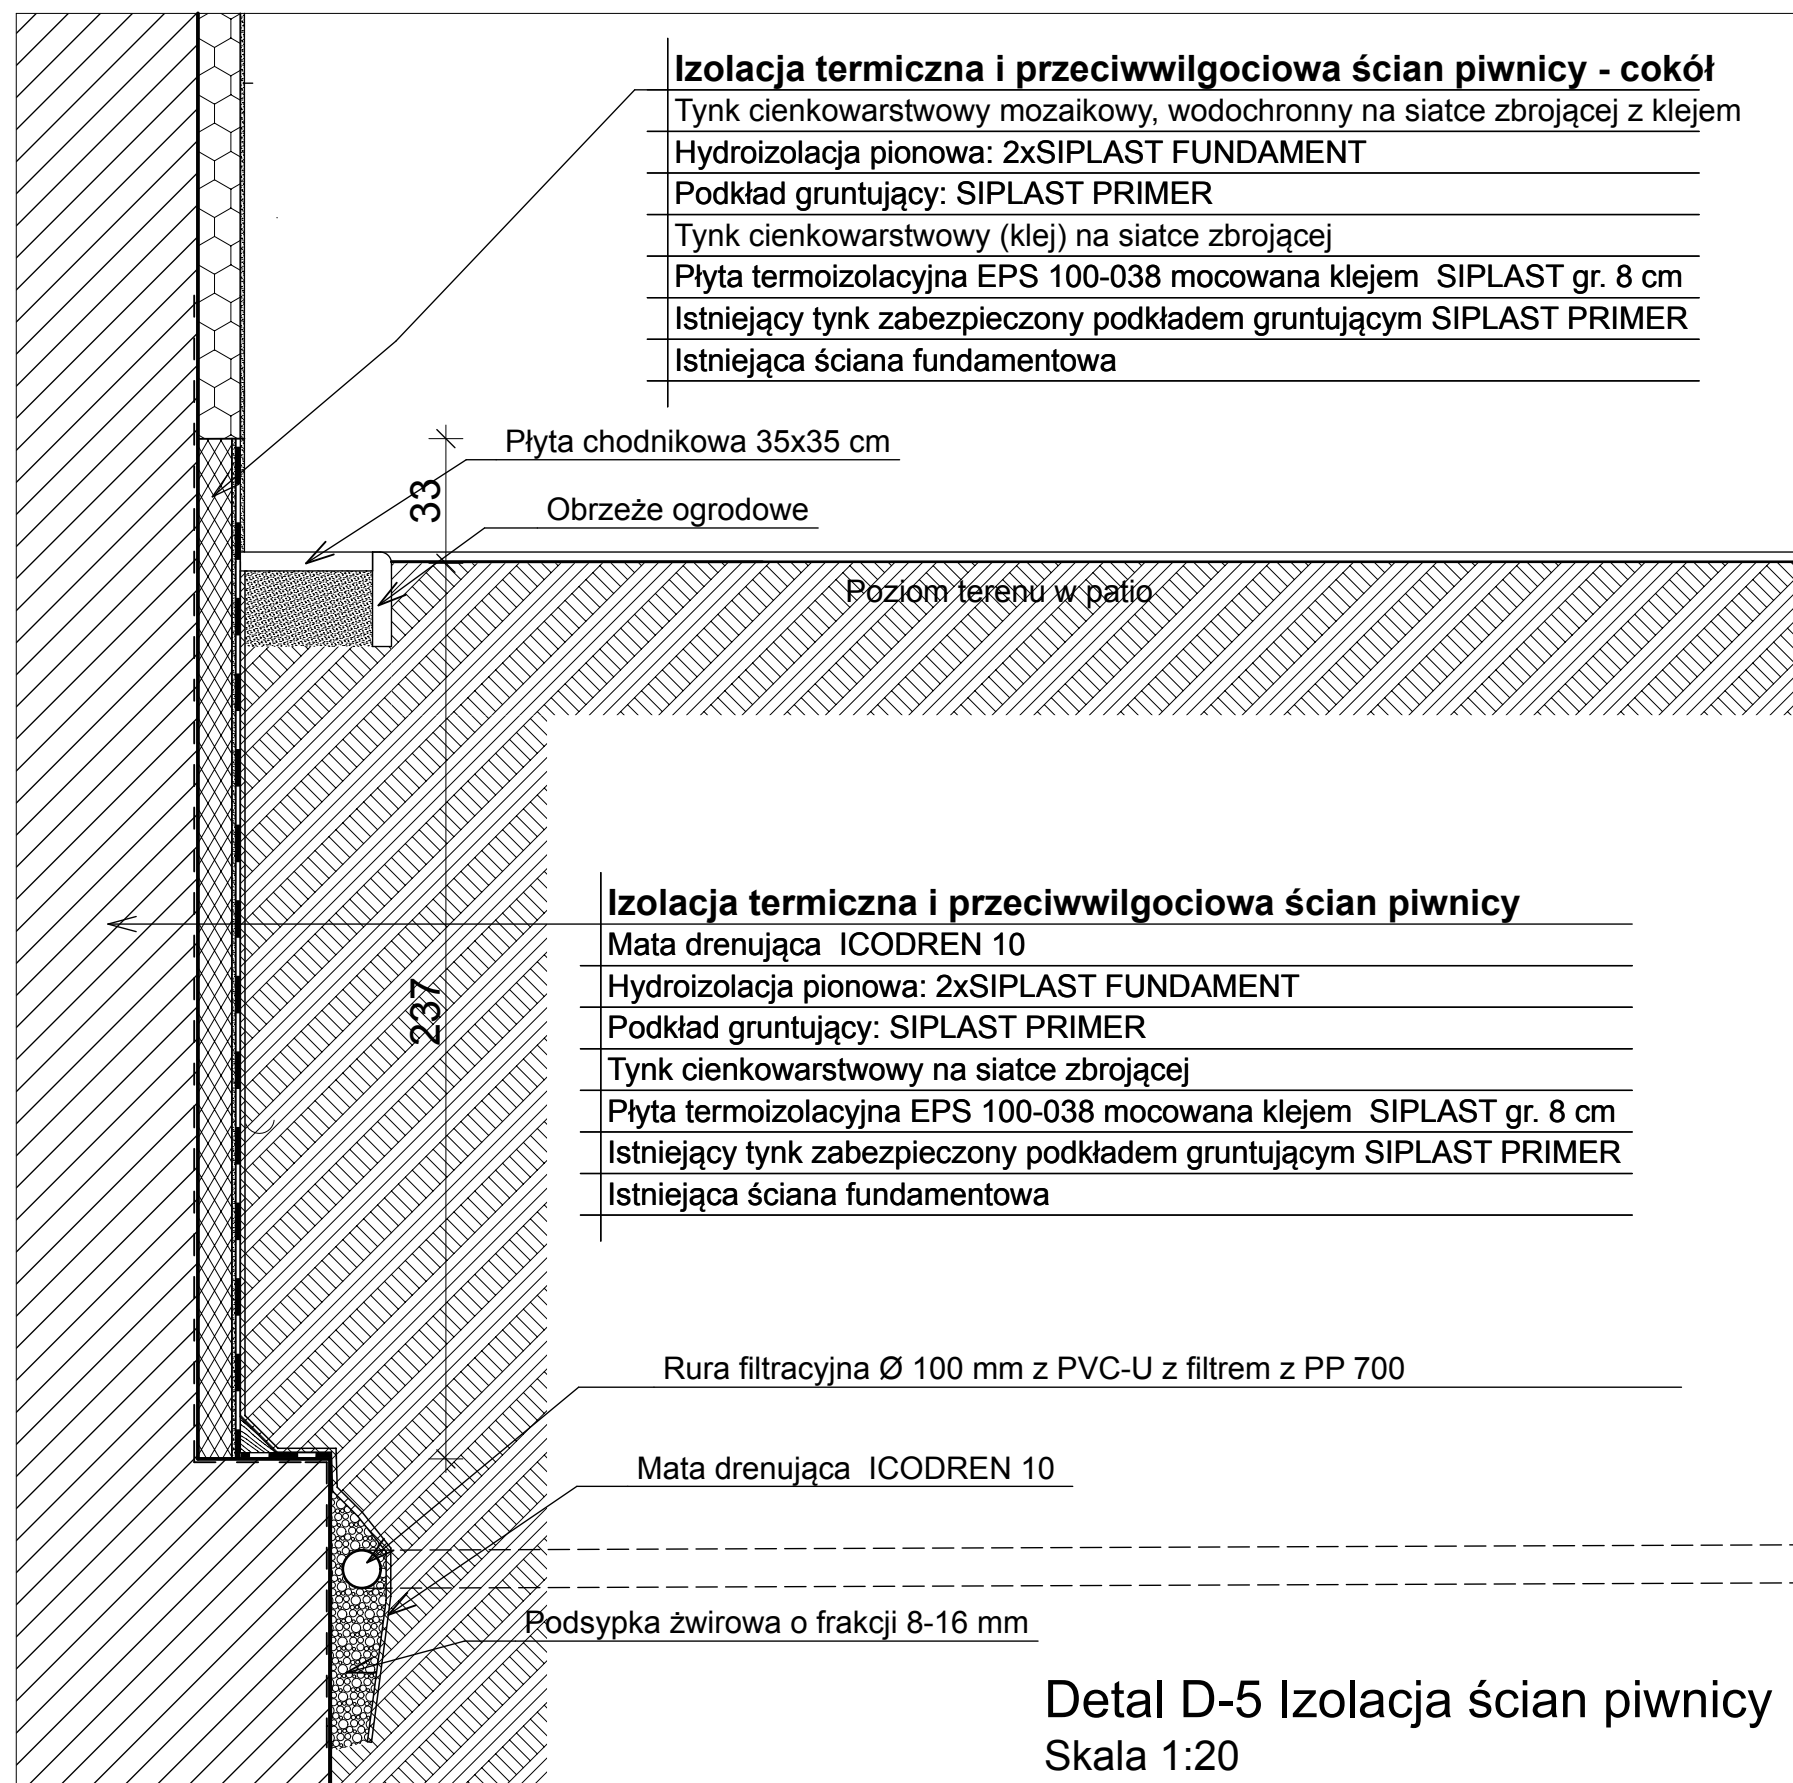 Izolacja termiczna i przeciwwilgociowa ścian piwnicy - cokół
Tynk cienkowarstwowy mozaikowy, wodochronny na siatce zbrojącej z klejem
Hydroizolacja pionowa: 2xSIPLAST FUNDAMENT
Podkład gruntujący: SIPLAST PRIMER
Tynk cienkowarstwowy (klej) na siatce zbrojącej
Płyta termoizolacyjna EPS 100-038 mocowana klejem SIPLAST gr. 8 cm
Istniejący tynk zabezpieczony podkładem gruntującym SIPLAST PRIMER
Istniejąca ściana fundamentowa
Płyta chodnikowa 35x35 cm
33
Obrzeże ogrodowe
Poziom terenu w patio
Izolacja termiczna i przeciwwilgociowa ścian piwnicy
Mata drenująca ICODREN 10
Hydroizolacja pionowa: 2xSIPLAST FUNDAMENT
237
Podkład gruntujący: SIPLAST PRIMER
Tynk cienkowarstwowy na siatce zbrojącej
Płyta termoizolacyjna EPS 100-038 mocowana klejem SIPLAST gr. 8 cm
Istniejący tynk zabezpieczony podkładem gruntującym SIPLAST PRIMER
Istniejąca ściana fundamentowa
Rura filtracyjna Ø 100 mm z PVC-U z filtrem z PP 700
Mata drenująca ICODREN 10
Podsypka żwirowa o frakcji 8-16 mm
Detal D-5 Izolacja ścian piwnicy
Skala 1:20